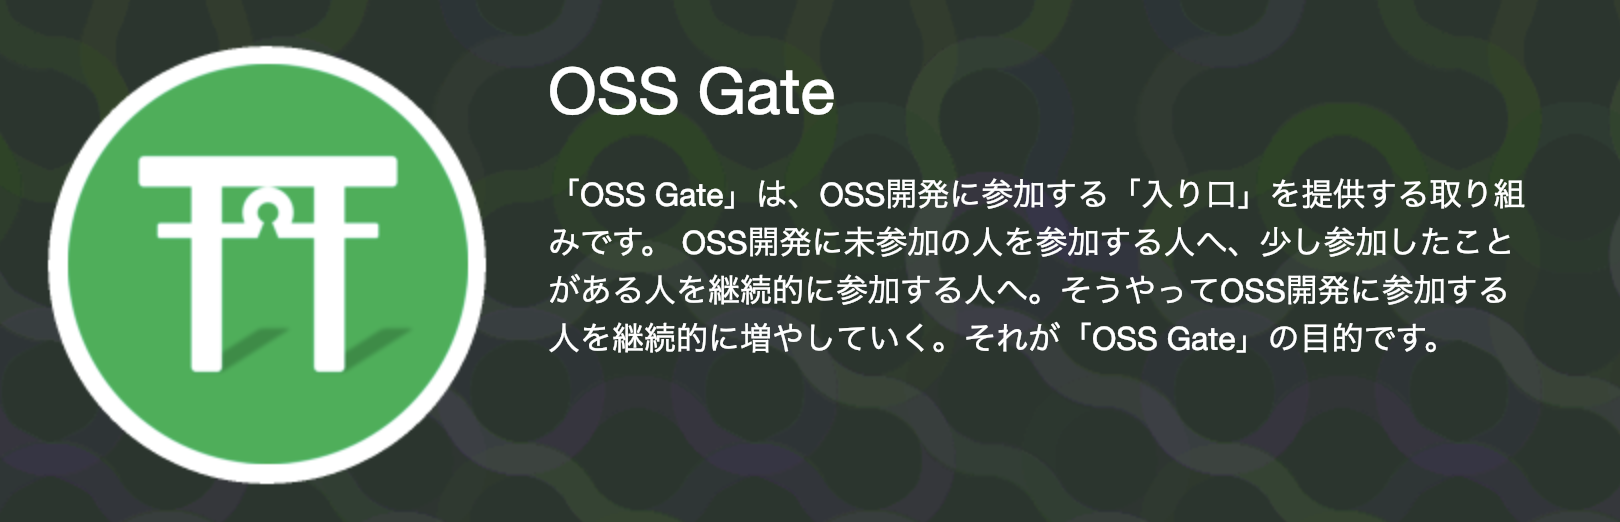 OSS Gate
「OSS Gate」は、OSS開発に参加する「入り口」を提供する取り組
みです。 OSS開発に未参加の人を参加する人へ、少し参加したこと
がある人を継続的に参加する人へ。そうやってOSS開発に参加する
人を継続的に増やしていく。それが「OSS Gate」の目的です。